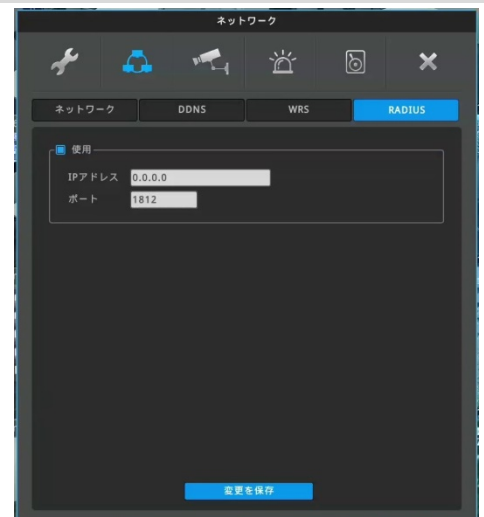 ネットワーク
ネットワーク DDNS WRS RADIUS
使用
IPアドレス 0.0.0.0
ポート 1812
変更を保存